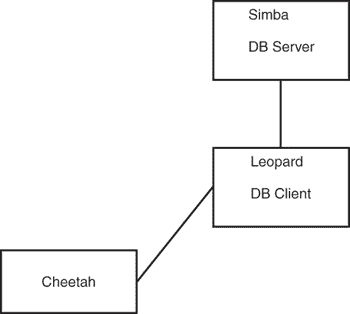 Simba
DB Server
Leopard
DB Client
Cheetah